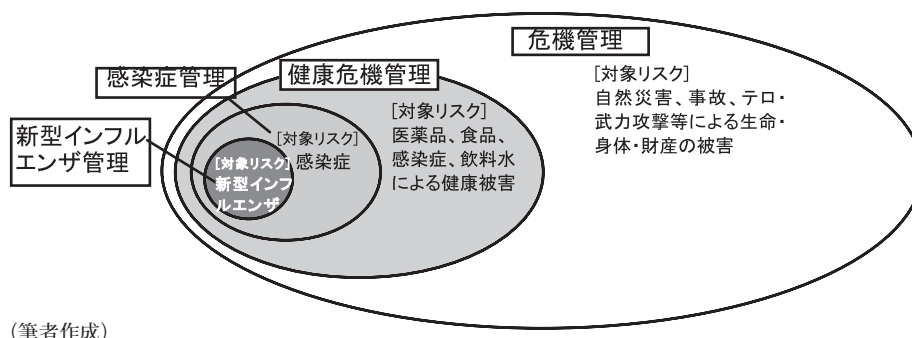 危機管理
[対象リスク]
自然災害、事故、テロ・
武力攻撃等による生命・
身体・財産の被害
健康危機管理
[対象リスク]
医薬品、食品、
感染症、飲料水
による健康被害
感染症管理
[対象リスク]
感染症
新型インフル
エンザ管理
[対象リスク]
新型インフ
ルエンザ
(筆者作成)